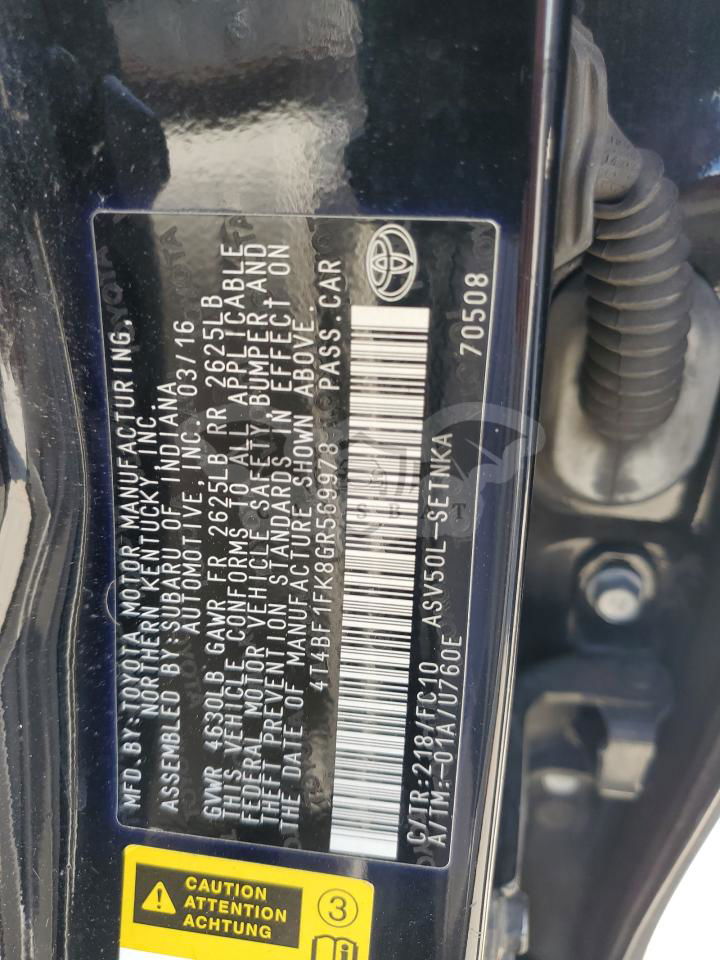 MFD. BY: TOYOTA MOTOR MANUFACTURING,
NORTHERN KENTUCKY, INC.
ASSEMBLED BY: SUBARU OF INDIANA
AUTOMOTIVE, INC. 03/16
GVWR 4630LB GAWR FR 2625LB RR 2625LB
THIS VEHICLE CONFORMS TO ALL APPLICABLE
FEDERAL MOTOR VEHICLE SAFETY, BUMPER AND
THEFT PREVENTION STANDARDS IN EFFECT ON
THE DATE OF MANUFACTURE SHOWN ABOVE.
4T4BF1FK8GR569978 PASS. CAR
C/TR: 218/FC10 ASV50L-SETNKA
A/TM: -01A/U760E 70508
CAUTION
ATTENTION
ACHTUNG
3